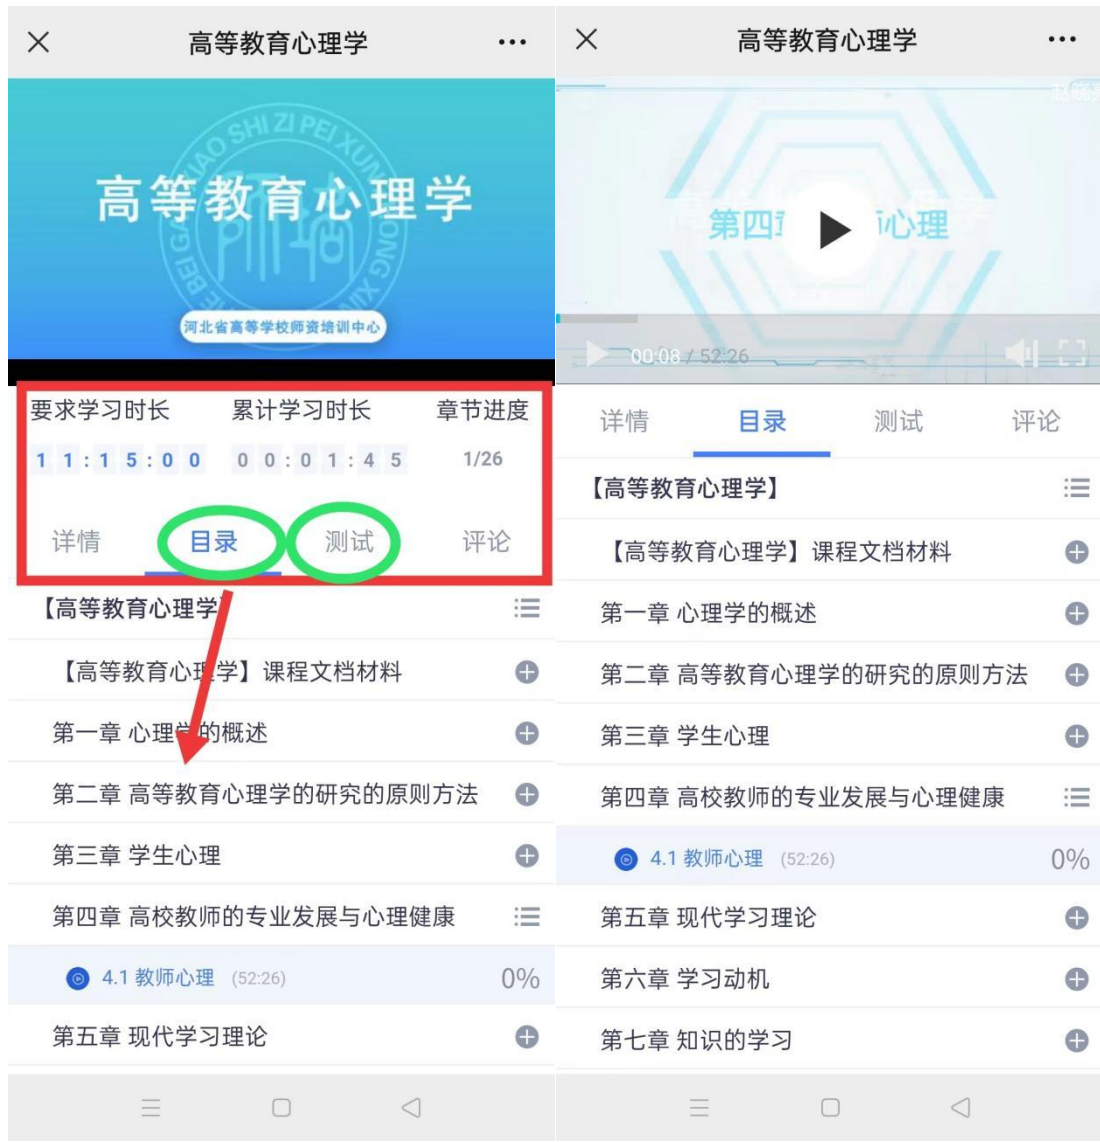 高等教育心理学
高等教育心理学
河北省高等学校师资培训中心
要求学习时长 累计学习时长 章节进度
11:15:00 00:01:45 1/26
详情 目录 测试 评论
【高等教育心理学
【高等教育心理学】课程文档材料
第一章 心理学的概述
第二章 高等教育心理学的研究的原则方法
第三章 学生心理
第四章 高校教师的专业发展与心理健康
4.1 教师心理 (52:26) 0%
第五章 现代学习理论
高等教育心理学
第四 心理
00:08 / 52:26
详情 目录 测试 评论
【高等教育心理学】
【高等教育心理学】课程文档材料
第一章 心理学的概述
第二章 高等教育心理学的研究的原则方法
第三章 学生心理
第四章 高校教师的专业发展与心理健康
4.1 教师心理 (52:26) 0%
第五章 现代学习理论
第六章 学习动机
第七章 知识的学习